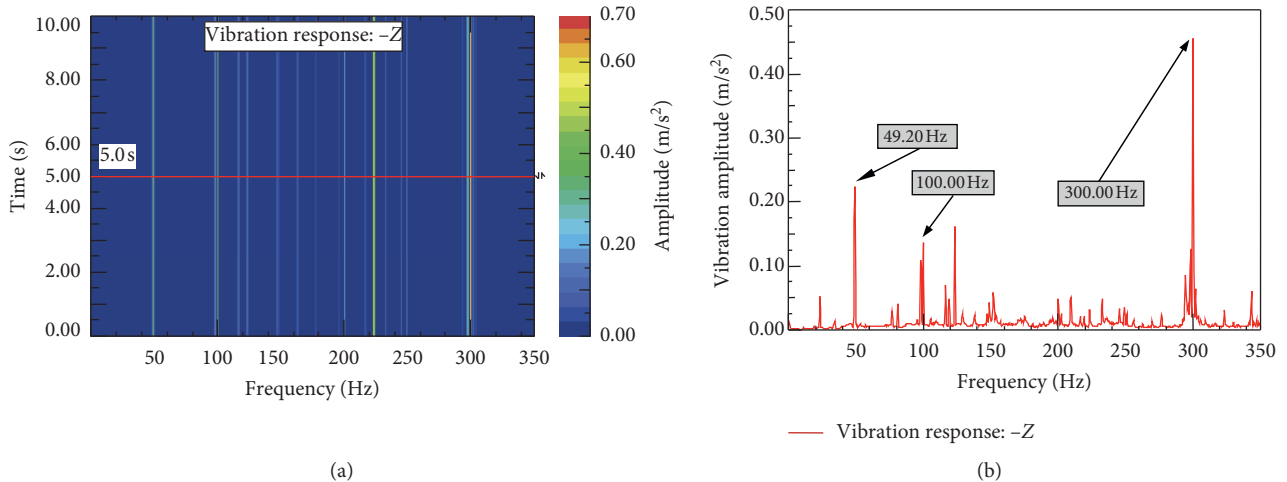 Vibration response: –Z
10.00
8.00
6.00
4.00
2.00
0.00
5.00
5.0 s
Time (s)
50
100
150
200
250
300
350
Frequency (Hz)
0.70
0.60
0.40
0.20
0.00
Amplitude (m/s²)
(a)
0.50
0.40
0.30
0.20
0.10
0.00
Vibration amplitude (m/s²)
49.20 Hz
100.00 Hz
300.00 Hz
50
100
150
200
250
300
350
Frequency (Hz)
Vibration response: –Z
(b)